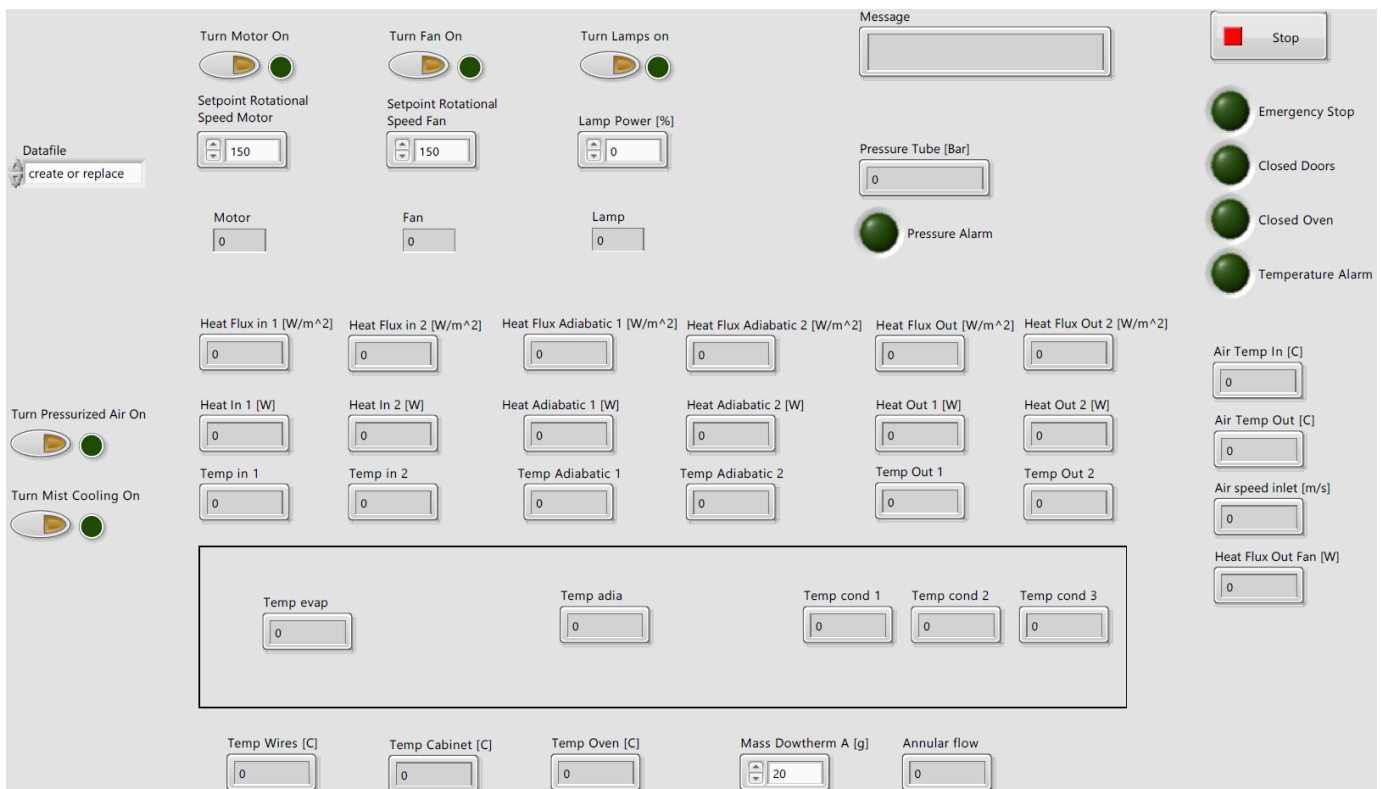 Message
Turn Motor On
Turn Fan On
Turn Lamps on
Stop
Setpoint Rotational
Speed Motor
Setpoint Rotational
Speed Fan
Lamp Power [%]
Emergency Stop
Datafile
create or replace
150
150
0
Pressure Tube [Bar]
0
Closed Doors
Motor
0
Fan
0
Lamp
0
Pressure Alarm
Closed Oven
Temperature Alarm
Heat Flux in 1 [W/m^2]
0
Heat Flux in 2 [W/m^2]
0
Heat Flux Adiabatic 1 [W/m^2]
0
Heat Flux Adiabatic 2 [W/m^2]
0
Heat Flux Out [W/m^2]
0
Heat Flux Out 2 [W/m^2]
0
Air Temp In [C]
0
Turn Pressurized Air On
Heat In 1 [W]
0
Heat In 2 [W]
0
Heat Adiabatic 1 [W]
0
Heat Adiabatic 2 [W]
0
Heat Out 1 [W]
0
Heat Out 2 [W]
0
Air Temp Out [C]
0
Turn Mist Cooling On
Temp in 1
0
Temp in 2
0
Temp Adiabatic 1
0
Temp Adiabatic 2
0
Temp Out 1
0
Temp Out 2
0
Air speed inlet [m/s]
0
Heat Flux Out Fan [W]
0
Temp evap
0
Temp adia
0
Temp cond 1
0
Temp cond 2
0
Temp cond 3
0
Temp Wires [C]
0
Temp Cabinet [C]
0
Temp Oven [C]
0
Mass Dowtherm A [g]
20
Annular flow
0